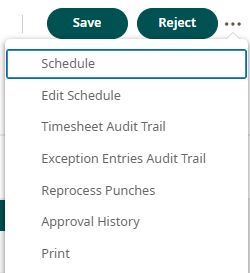 Save Reject ...
Schedule
Edit Schedule
Timesheet Audit Trail
Exception Entries Audit Trail
Reprocess Punches
Approval History
Print